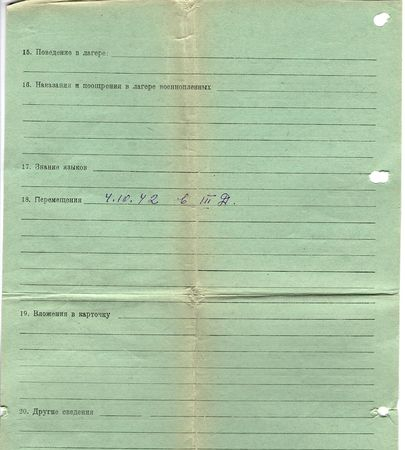 15. Поведение в лагере:
16. Наказания и поощрения в лагере военнопленных
17. Знание языков
18. Перемещения 4.10.42 в III Д.
19. Вложения в карточку
20. Другие сведения